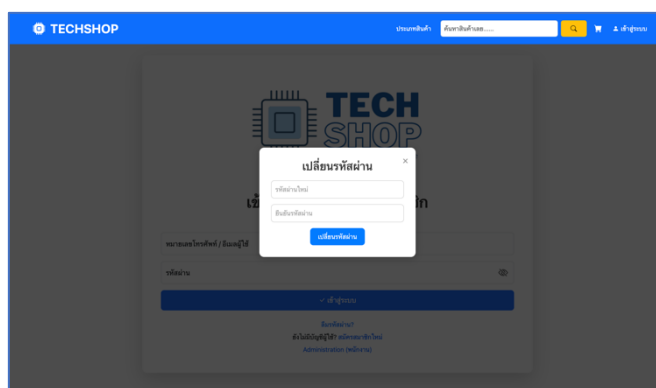 TECHSHOP
ประเภทสินค้า
ค้นหาสินค้าเลย......
เข้าสู่ระบบ
TECH
SHOP
เปลี่ยนรหัสผ่าน
×
รหัสผ่านใหม่
ยืนยันรหัสผ่าน
เปลี่ยนรหัสผ่าน
หมายเลขโทรศัพท์ / อีเมลผู้ใช้
รหัสผ่าน
เข้าสู่ระบบ
ลืมรหัสผ่าน?
ยังไม่มีบัญชีผู้ใช้? สมัครสมาชิกใหม่
Administration (พนักงาน)